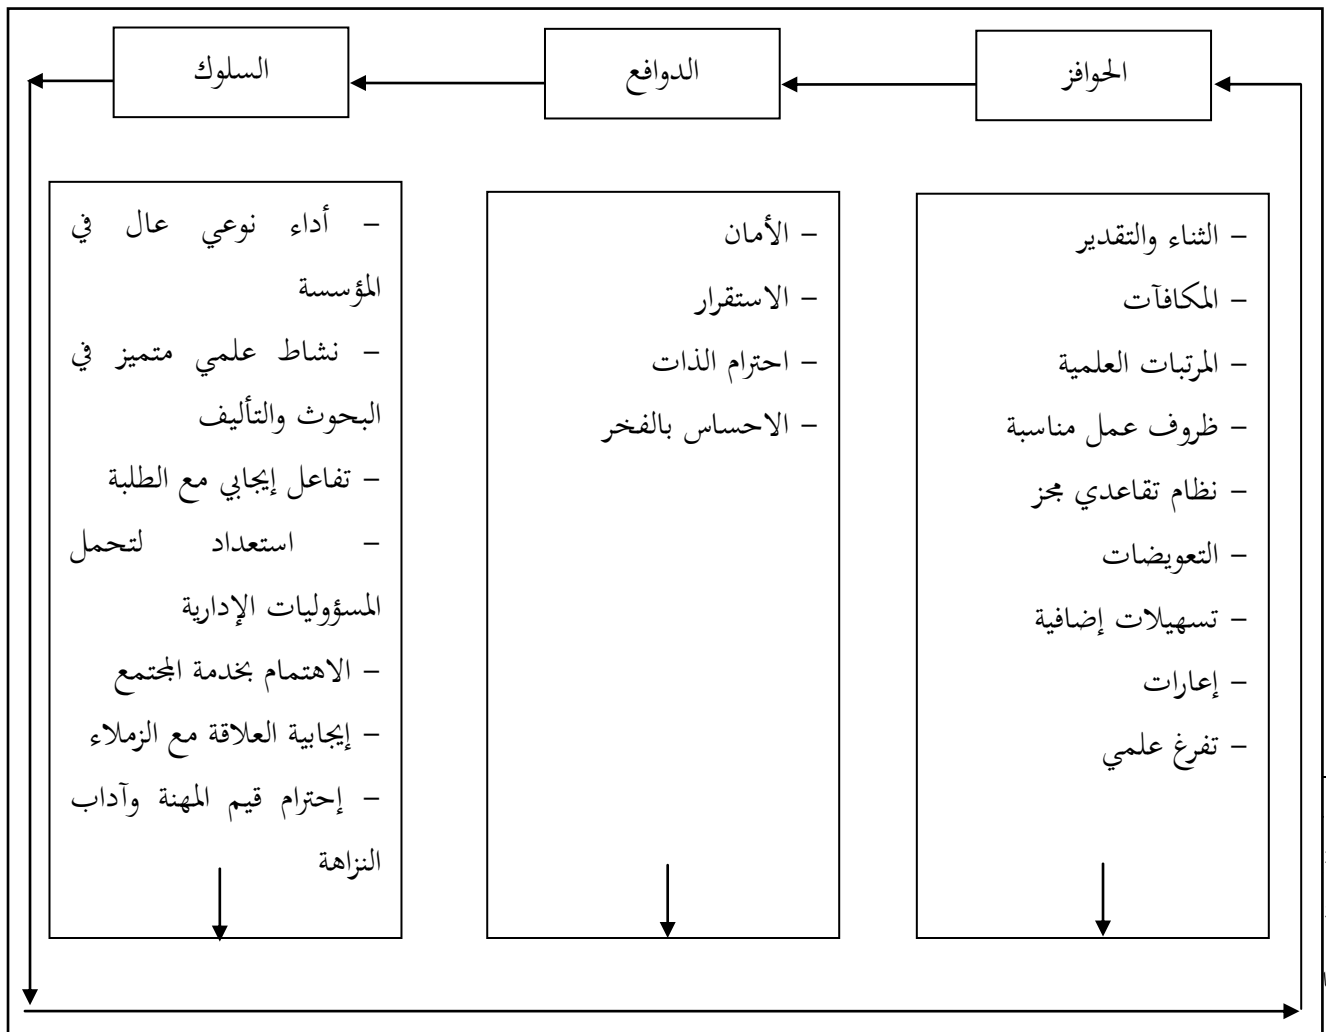 الحوافز
الدوافع
السلوك
– الثناء والتقدير
– المكافآت
– المرتبات العلمية
– ظروف عمل مناسبة
– نظام تقاعدي مجز
– التعويضات
– تسهيلات إضافية
– إعارات
– تفرغ علمي
– الأمان
– الاستقرار
– احترام الذات
– الاحساس بالفخر
– أداء نوعي عال في
المؤسسة
– نشاط علمي متميز في
البحوث والتأليف
– تفاعل إيجابي مع الطلبة
– استعداد لتحمل
المسؤوليات الإدارية
– الاهتمام بخدمة المجتمع
– إيجابية العلاقة مع الزملاء
– إحترام قيم المهنة وآداب
النزاهة